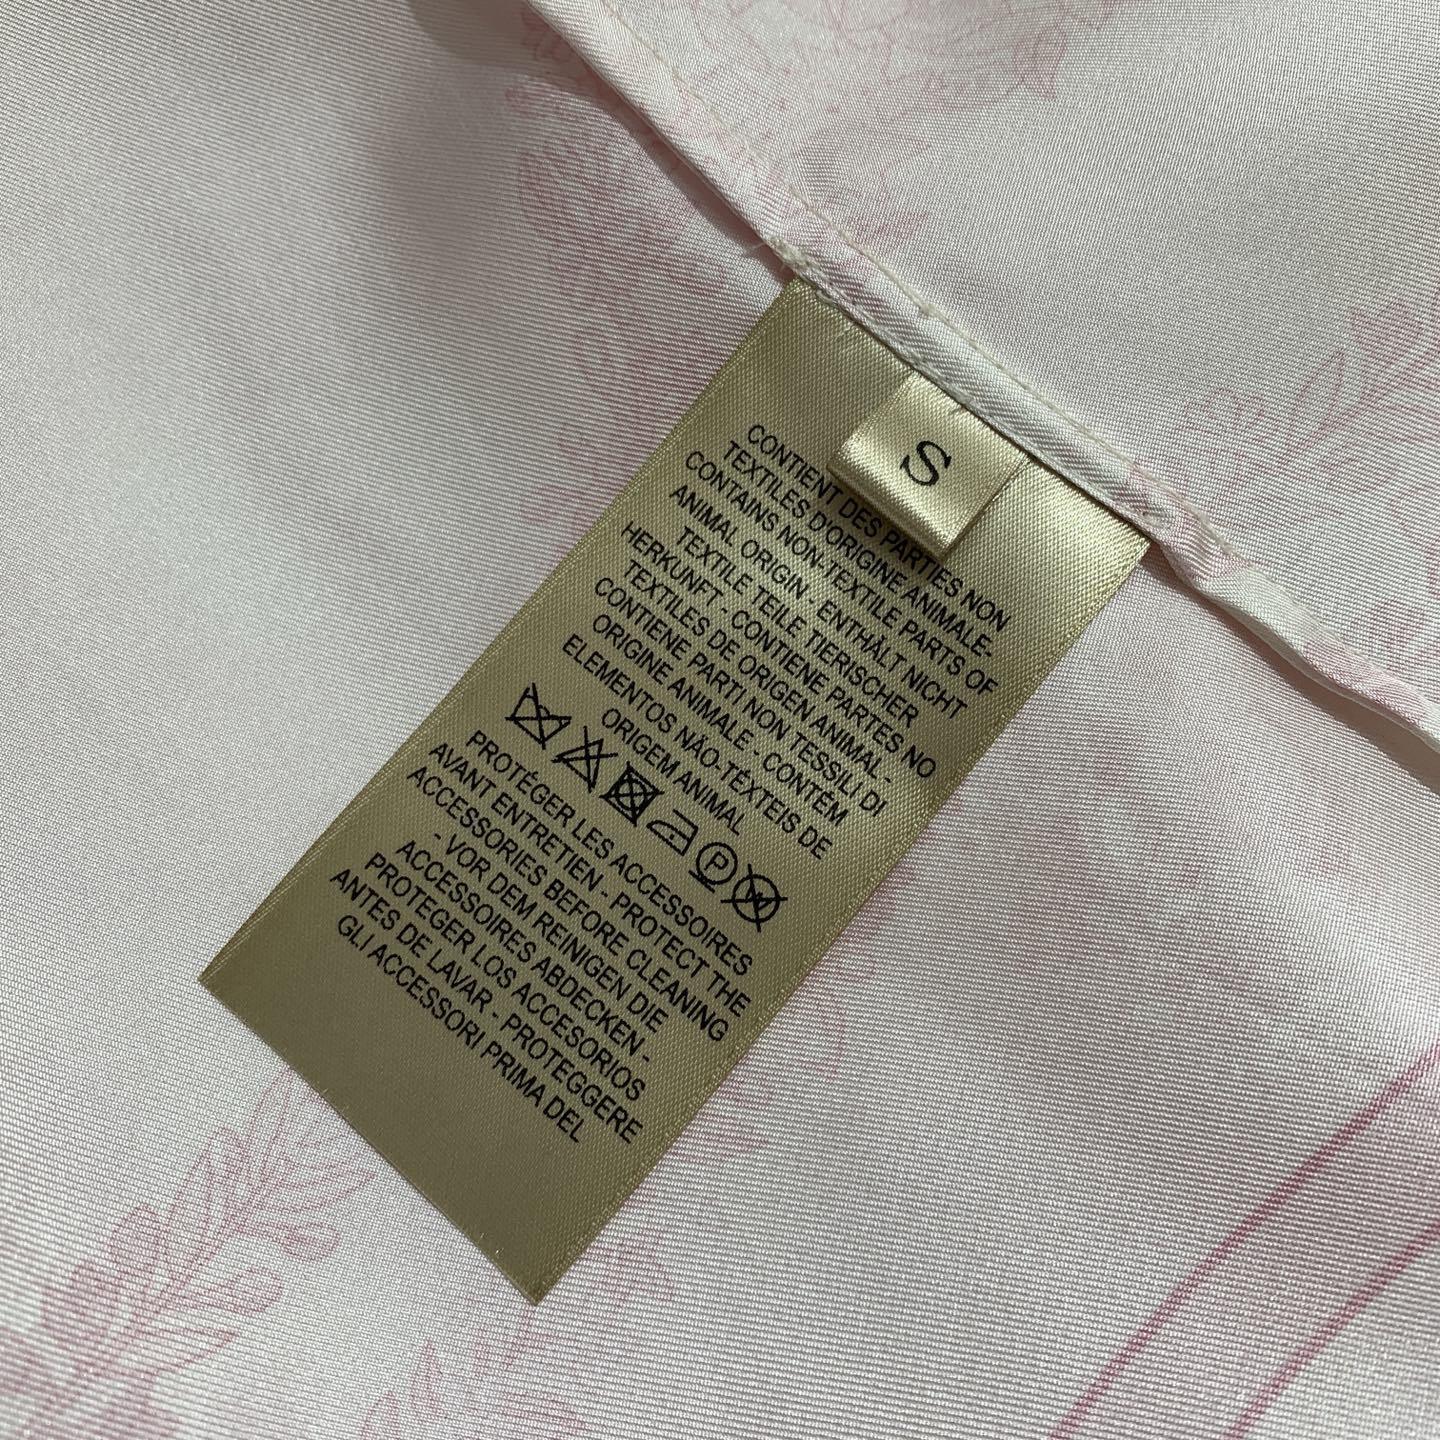 S
CONTIENT DES PARTIES NON
TEXTILES D'ORIGINE ANIMALE-
CONTAINS NON-TEXTILE PARTS OF
ANIMAL ORIGIN - ENTHÄLT NICHT
TEXTILE TEILE TIERISCHER
HERKUNFT - CONTIENE PARTES NO
TEXTILES DE ORIGEN ANIMAL -
CONTIENE PARTI NON TESSILI DI
ORIGINE ANIMALE - CONTÉM
ELEMENTOS NÃO-TÉXTEIS DE
ORIGEM ANIMAL
P W
PROTÉGER LES ACCESSOIRES
AVANT ENTRETIEN - PROTECT THE
ACCESSORIES BEFORE CLEANING
- VOR DEM REINIGEN DIE
ACCESSOIRES ABDECKEN -
PROTEGER LOS ACCESORIOS
ANTES DE LAVAR - PROTEGGERE
GLI ACCESSORI PRIMA DEL